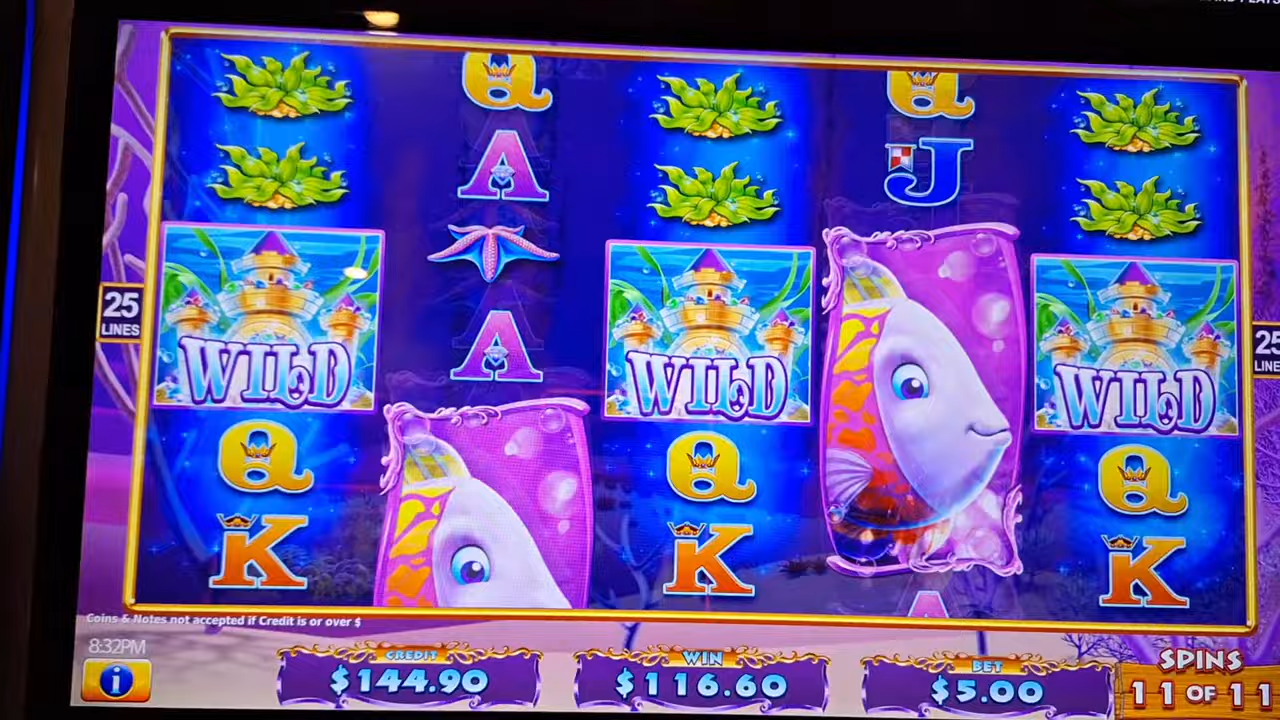 Q
Q
A
J
25
LINES
A
25
WILD
WILD
WILD
Q
Q
Q
K
K
K
Coins & Notes not accepted if Credit is or over $
8:32PM
CREDIT
WIN
BET
SPINS
$144.90
$116.60
$5.00
11 OF 11